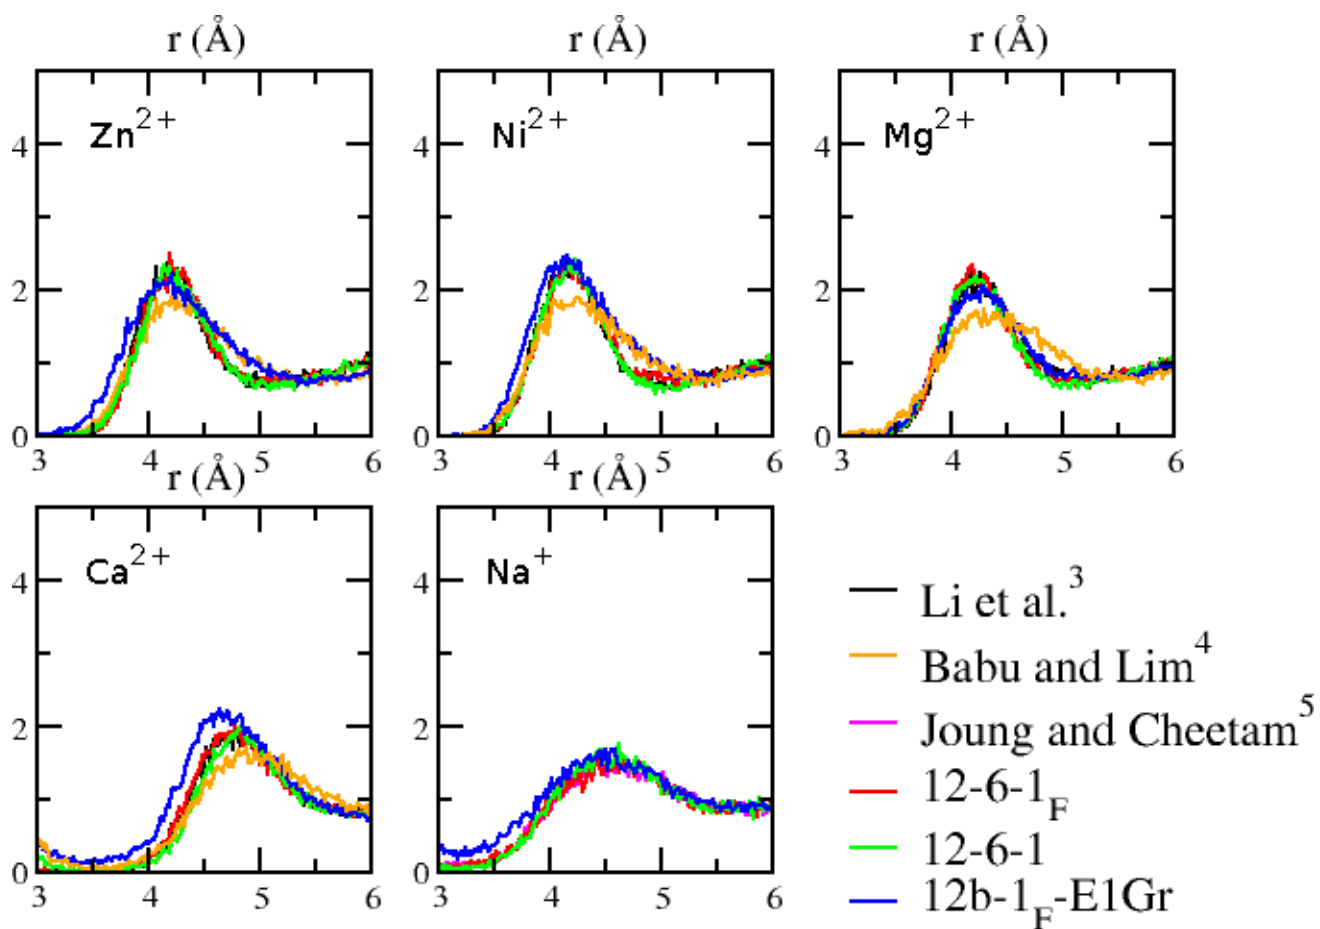 r (Å) r (Å) r (Å)
Zn2+ Ni2+ Mg2+
4 4 4
2 2 2
0 0 0
3 4 5 6 3 4 5 6 3 4 5 6
r (Å) r (Å)
Ca2+ Na+
4 4
2 2
0 0
3 4 5 6 3 4 5 6
Li et al.3
Babu and Lim4
Joung and Cheetam5
12-6-1F
12-6-1
12b-1F-E1Gr